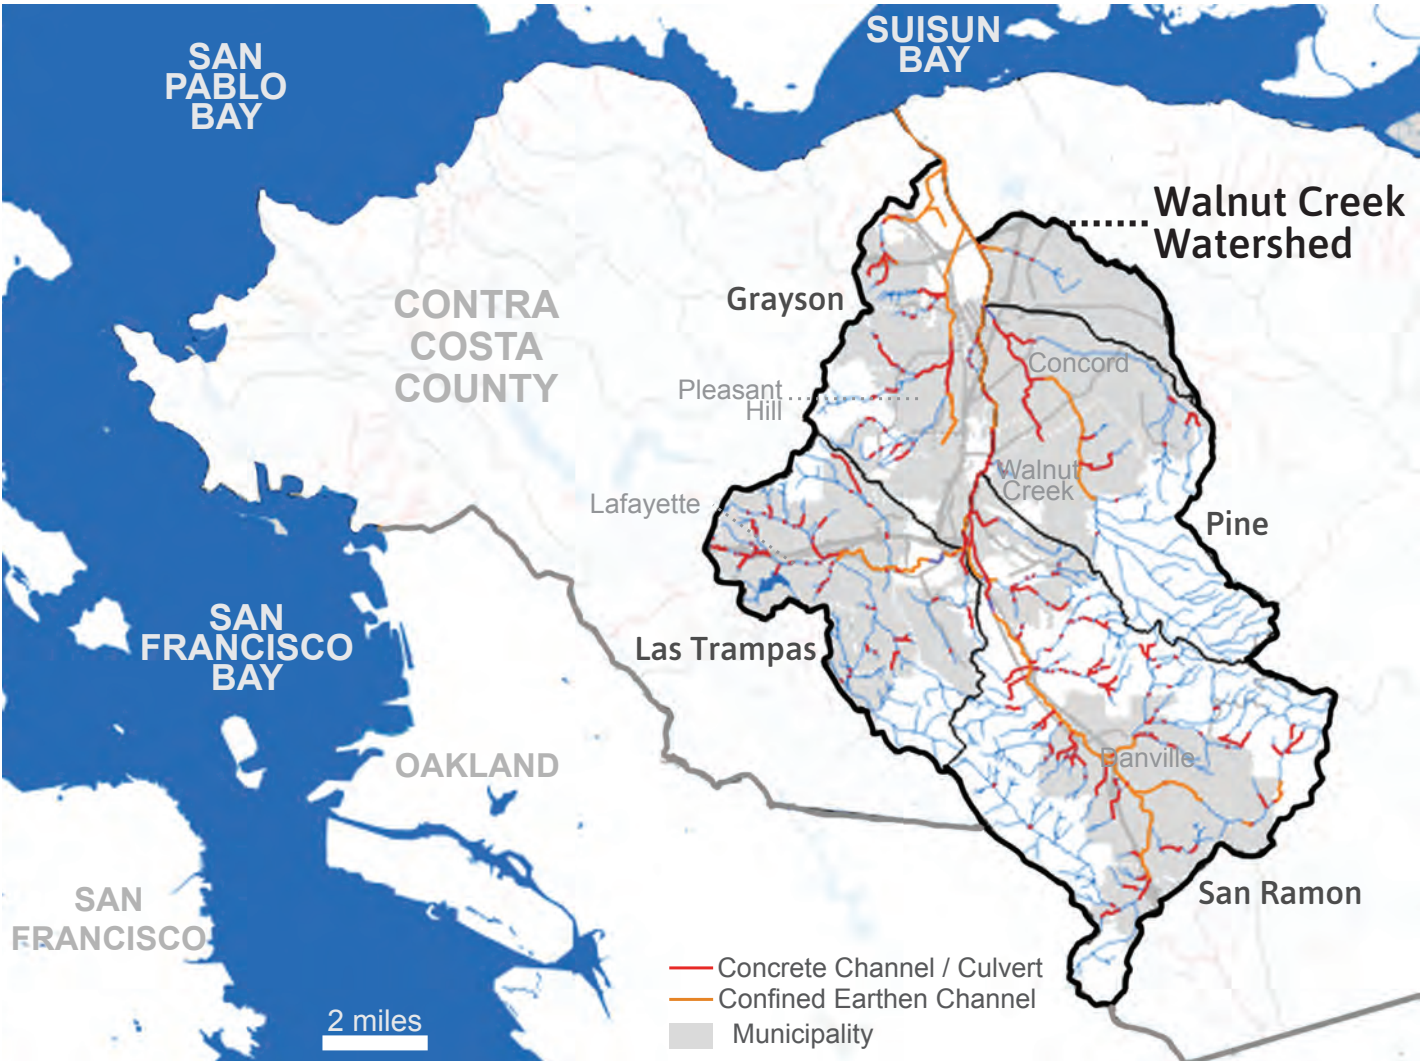 SAN
PABLO
BAY
SUISUN
BAY
Walnut Creek
Watershed
Grayson
CONTRA
COSTA
COUNTY
Concord
Pleasant
Hill
Walnut
Creek
Lafayette
Pine
SAN
FRANCISCO
BAY
Las Trampas
OAKLAND
Danville
SAN
FRANCISCO
San Ramon
Concrete Channel / Culvert
Confined Earthen Channel
Municipality
2 miles